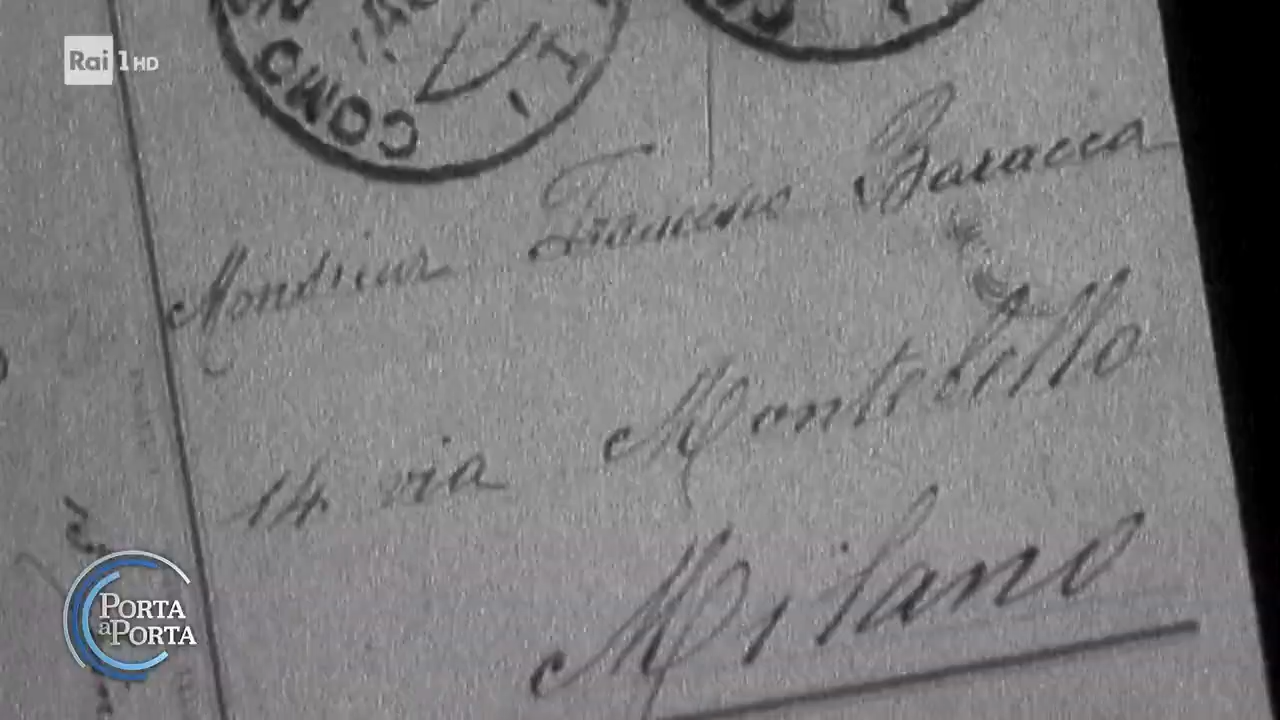 Rai 1 HD
COMO
Monsieur Francesco Baracca
14 via Montebello
Milano
PORTA
a PORTA